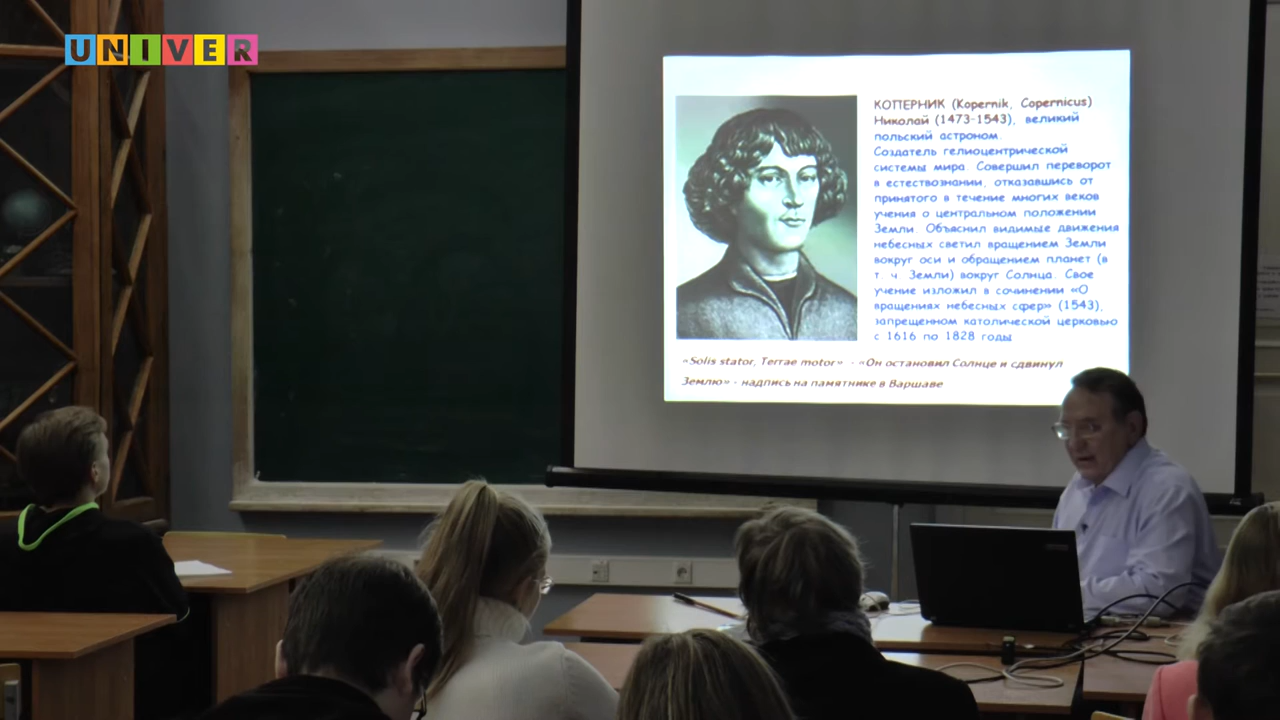 UNIVER
КОПЕРНИК (Kopernik, Copernicus)
Николай (1473-1543), великий
польский астроном.
Создатель гелиоцентрической
системы мира. Совершил переворот
в естествознании, отказавшись от
принятого в течение многих веков
учения о центральном положении
Земли. Объяснил видимые движения
небесных светил вращением Земли
вокруг оси и обращением планет (в
т. ч. Земли) вокруг Солнца. Свое
учение изложил в сочинении «О
вращениях небесных сфер» (1543),
запрещенном католической церковью
с 1616 по 1828 годы
«Solis stator, Terrae motor» - «Он остановил Солнце и сдвинул
Землю» - надпись на памятнике в Варшаве